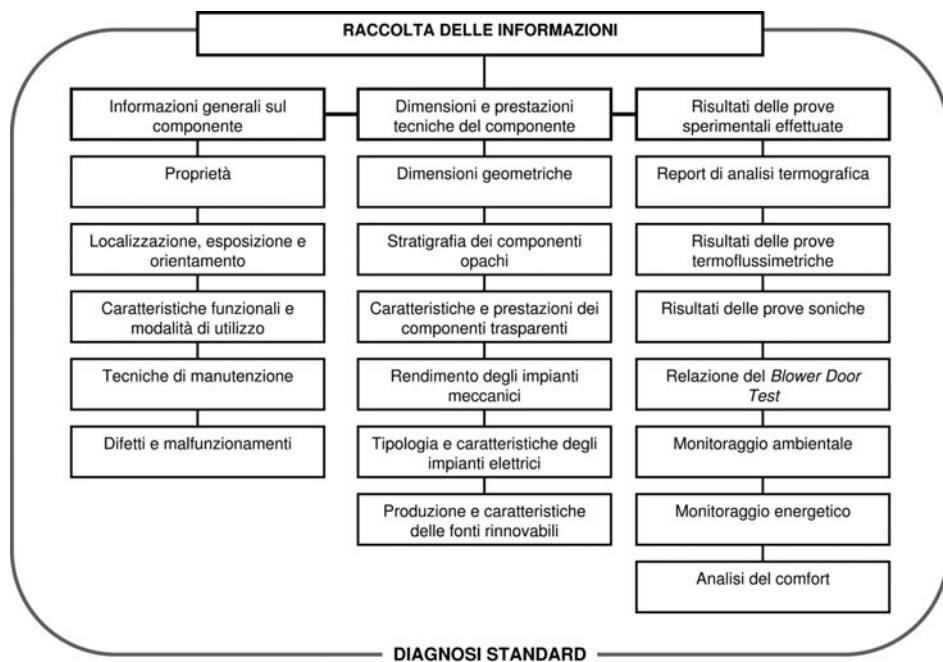 RACCOLTA DELLE INFORMAZIONI
Informazioni generali sul
componente
Proprietà
Localizzazione, esposizione e
orientamento
Caratteristiche funzionali e
modalità di utilizzo
Tecniche di manutenzione
Difetti e malfunzionamenti
Dimensioni e prestazioni
tecniche del componente
Dimensioni geometriche
Stratigrafia dei componenti
opachi
Caratteristiche e prestazioni dei
componenti trasparenti
Rendimento degli impianti
meccanici
Tipologia e caratteristiche degli
impianti elettrici
Produzione e caratteristiche
delle fonti rinnovabili
Risultati delle prove
sperimentali effettuate
Report di analisi termografica
Risultati delle prove
termoflussimetriche
Risultati delle prove soniche
Relazione del Blower Door
Test
Monitoraggio ambientale
Monitoraggio energetico
Analisi del comfort
DIAGNOSI STANDARD